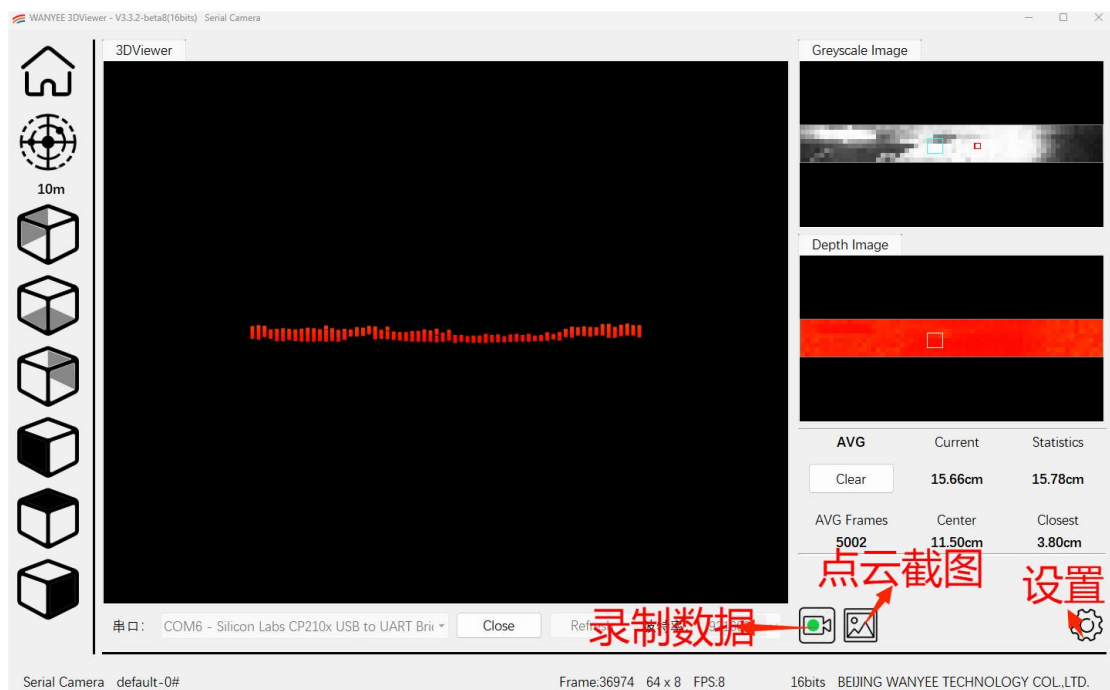 WANYEE 3DViewer - V3.3.2-beta8(16bits) Serial Camera
3DViewer
Greyscale Image
10m
Depth Image
AVG Current Statistics
Clear 15.66cm 15.78cm
AVG Frames Center Closest
5002 11.50cm 3.80cm
点云截图
设置
录制数据
串口: COM6 - Silicon Labs CP210x USB to UART Bri Close
Serial Camera default-0# Frame:36974 64 x 8 FPS:8 16bits BEIJING WANYEE TECHNOLOGY COL.,LTD.